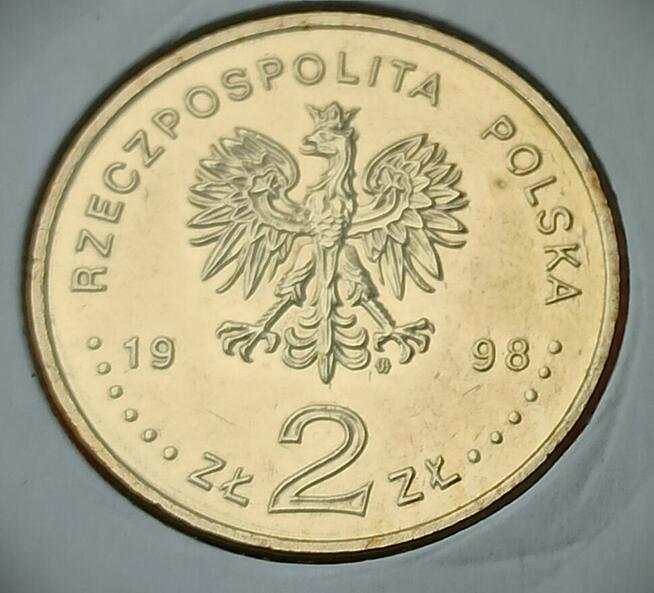 RZECZPOSPOLITA POLSKA
19 98
ZŁ 2 ZŁ